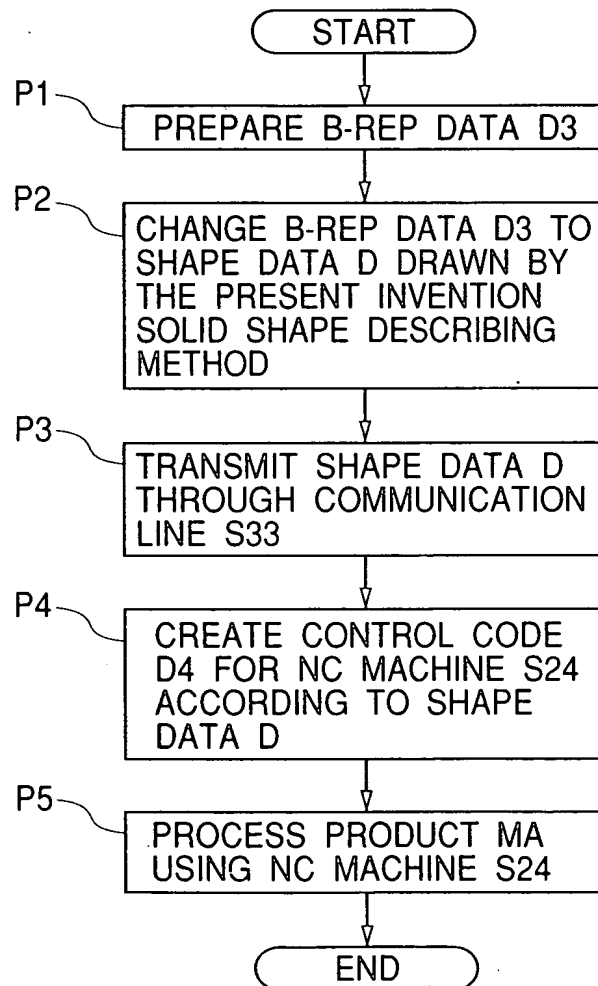 START
P1
PREPARE B-REP DATA D3
P2
CHANGE B-REP DATA D3 TO
SHAPE DATA D DRAWN BY
THE PRESENT INVENTION
SOLID SHAPE DESCRIBING
METHOD
P3
TRANSMIT SHAPE DATA D
THROUGH COMMUNICATION
LINE S33
P4
CREATE CONTROL CODE
D4 FOR NC MACHINE S24
ACCORDING TO SHAPE
DATA D
P5
PROCESS PRODUCT MA
USING NC MACHINE S24
END